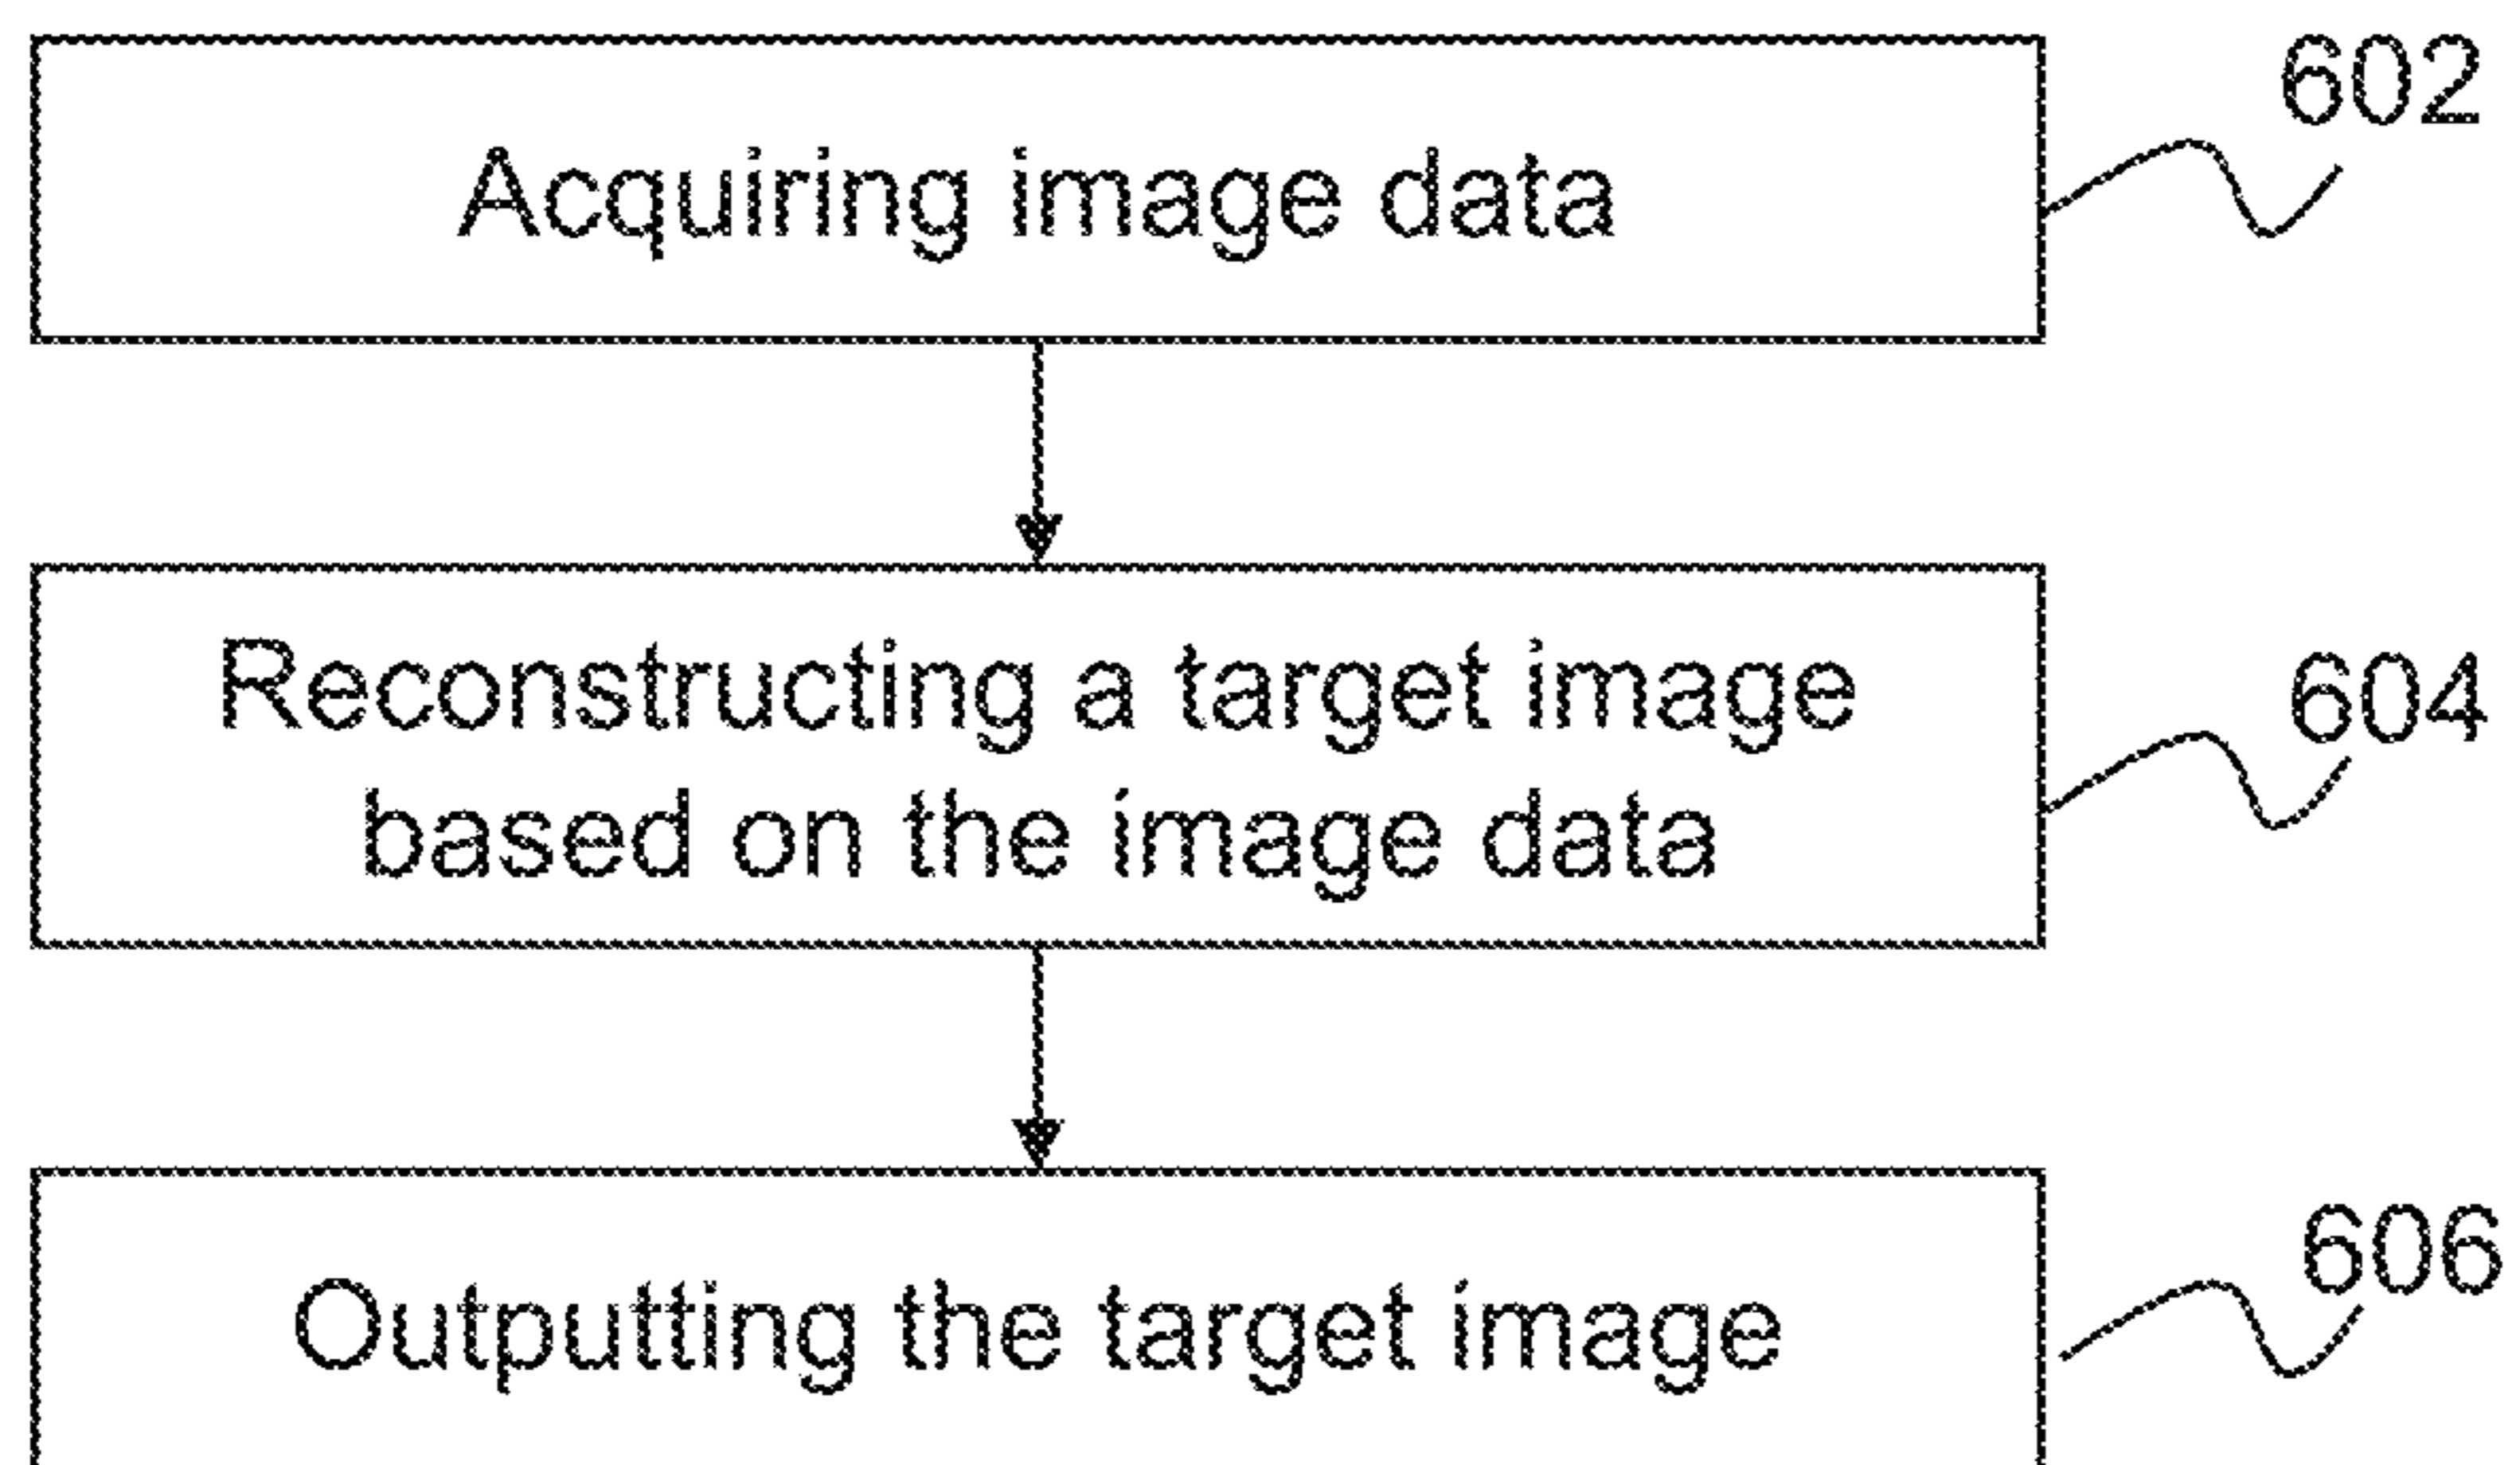 602
Acquiring image data
604
Reconstructing a target image
based on the image data
606
Outputting the target image